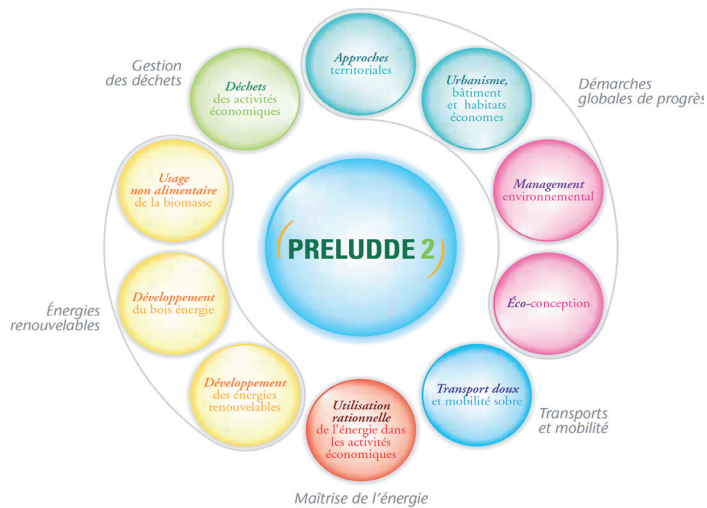 Gestion
des déchets
Approches
territoriales
Urbanisme,
bâtiment
et habitats
économes
Démarches
globales de progrès
Déchets
des activités
économiques
Usage
non alimentaire
de la biomasse
Management
environnemental
(PRELUDDE 2)
Développement
du bois énergie
Éco-conception
Énergies
renouvelables
Développement
des énergies
renouvelables
Utilisation
rationnelle
de l'énergie dans
les activités
économiques
Transport doux
et mobilité sobre
Transports
et mobilité
Maîtrise de l'énergie